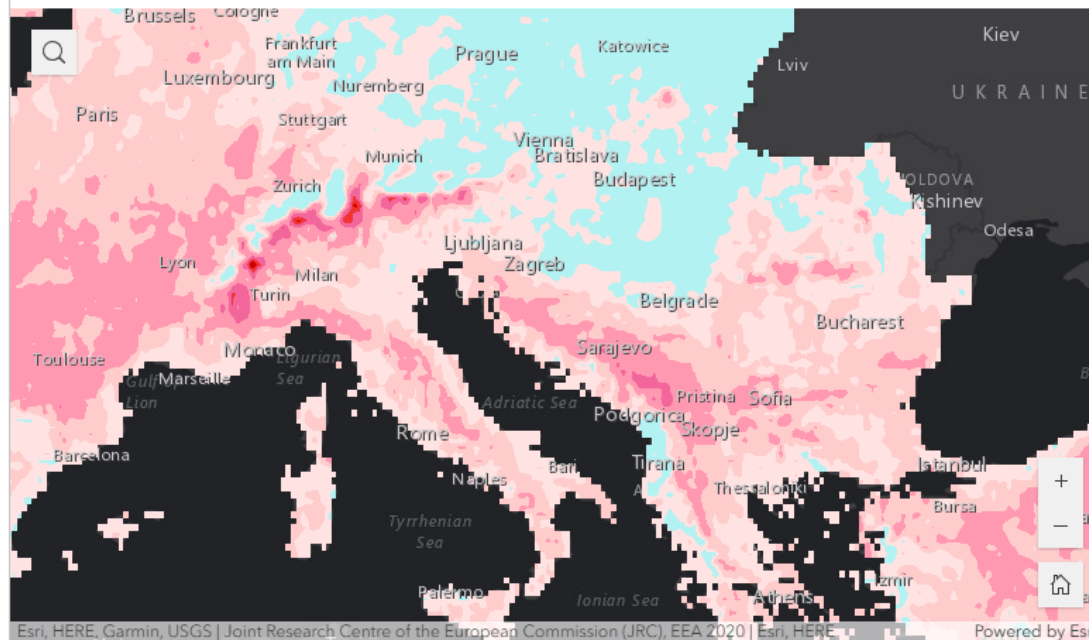 Brussels
Cologne
Frankfurt
am Main
Prague
Katowice
Kiev
Lviv
Luxembourg
Nuremberg
UKRAINE
Paris
Stuttgart
Vienna
Bratislava
Munich
Budapest
Zurich
OLDOVA
Kishinev
Odesa
Ljubljana
Zagreb
Lyon
Milan
Turin
Belgrade
Bucharest
Sarajevo
Monaco
Ligurian
Sea
Toulouse
Marseille
Gulf of
Lion
Adriatic Sea
Pristina
Sofia
Podgorica
Skopje
Rome
Barcelona
Bari
Tirana
Istanbul
Naples
Thessaloniki
Bursa
Tyrrhenian
Sea
Izmir
Palermo
Ionian Sea
Athens
+
−
Esri, HERE, Garmin, USGS | Joint Research Centre of the European Commission (JRC), EEA 2020 | Esri, HERE
Powered by Es